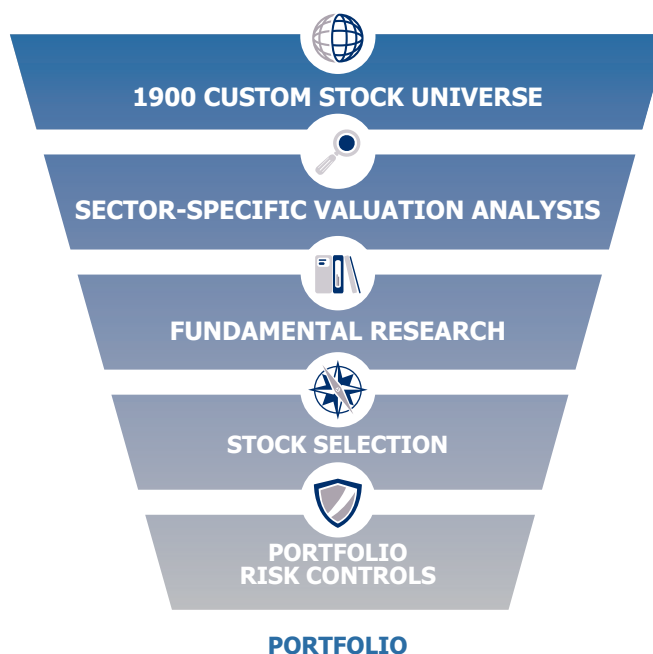 1900 CUSTOM STOCK UNIVERSE
SECTOR-SPECIFIC VALUATION ANALYSIS
FUNDAMENTAL RESEARCH
STOCK SELECTION
PORTFOLIO
RISK CONTROLS
PORTFOLIO